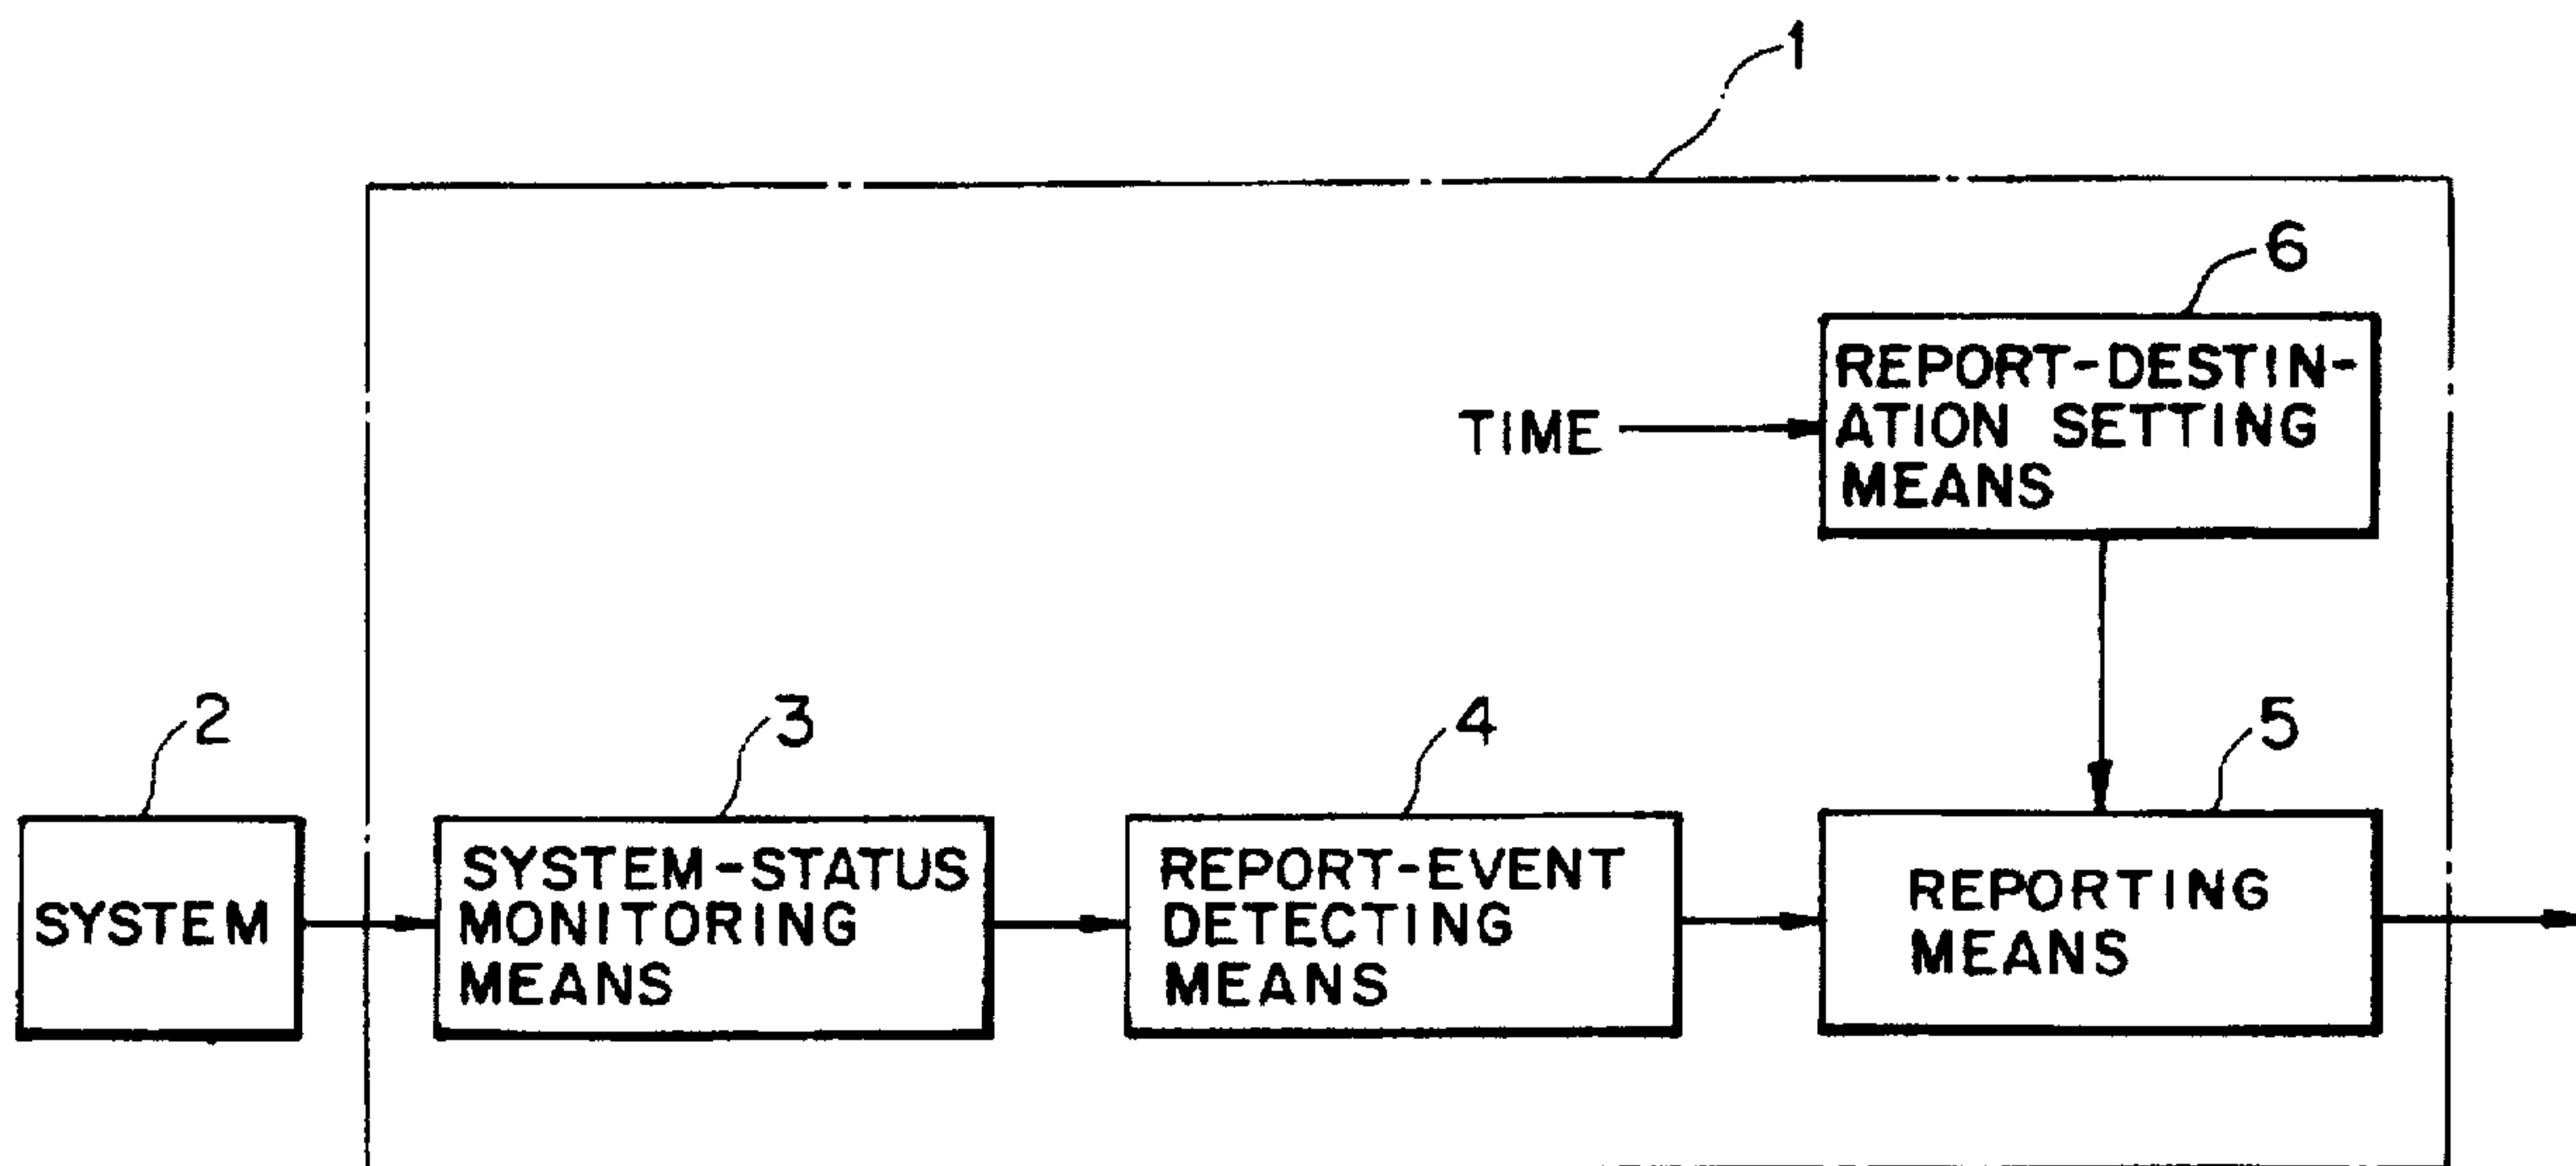 1
6
REPORT-DESTIN-
TIME
ATION SETTING
MEANS
2
3
4
5
SYSTEM
SYSTEM-STATUS
MONITORING
MEANS
REPORT-EVENT
DETECTING
MEANS
REPORTING
MEANS